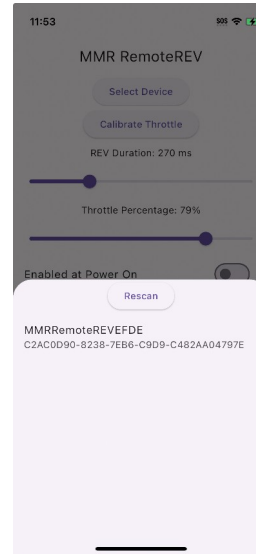 11:53 SOS
MMR RemoteREV
Select Device
Calibrate Throttle
REV Duration: 270 ms
Throttle Percentage: 79%
Enabled at Power On
Rescan
MMRRemoteREVEFDE
C2AC0D90-8238-7EB6-C9D9-C482AA04797E